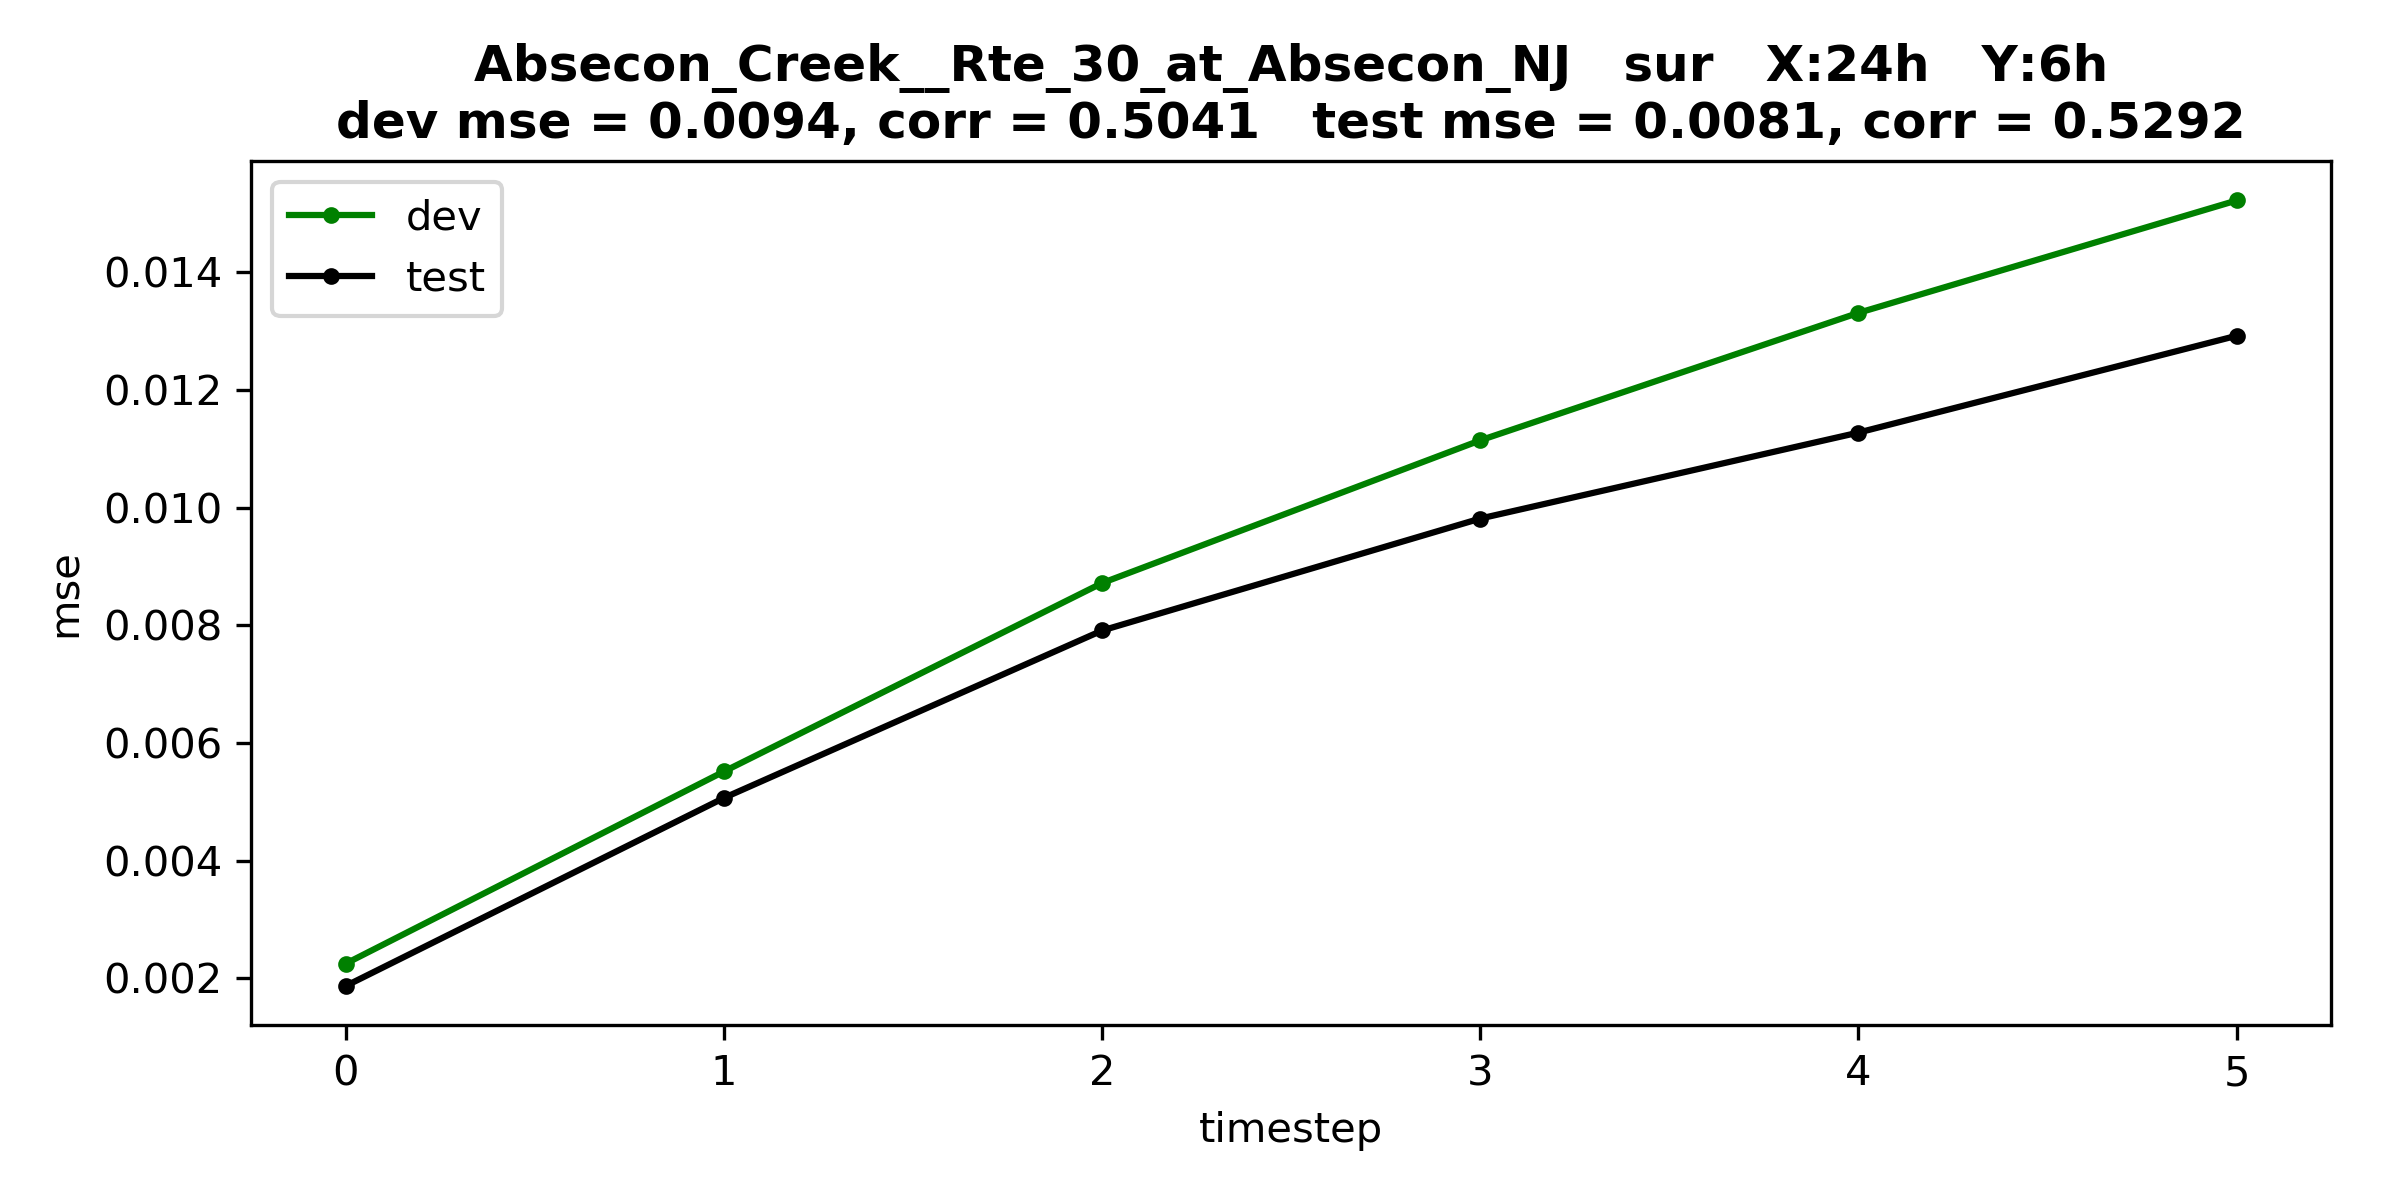 Absecon_Creek__Rte_30_at_Absecon_NJ   sur   X:24h   Y:6h
dev mse = 0.0094, corr = 0.5041   test mse = 0.0081, corr = 0.5292
dev
test
0.014
0.012
0.010
0.008
0.006
0.004
0.002
mse
0 1 2 3 4 5
timestep